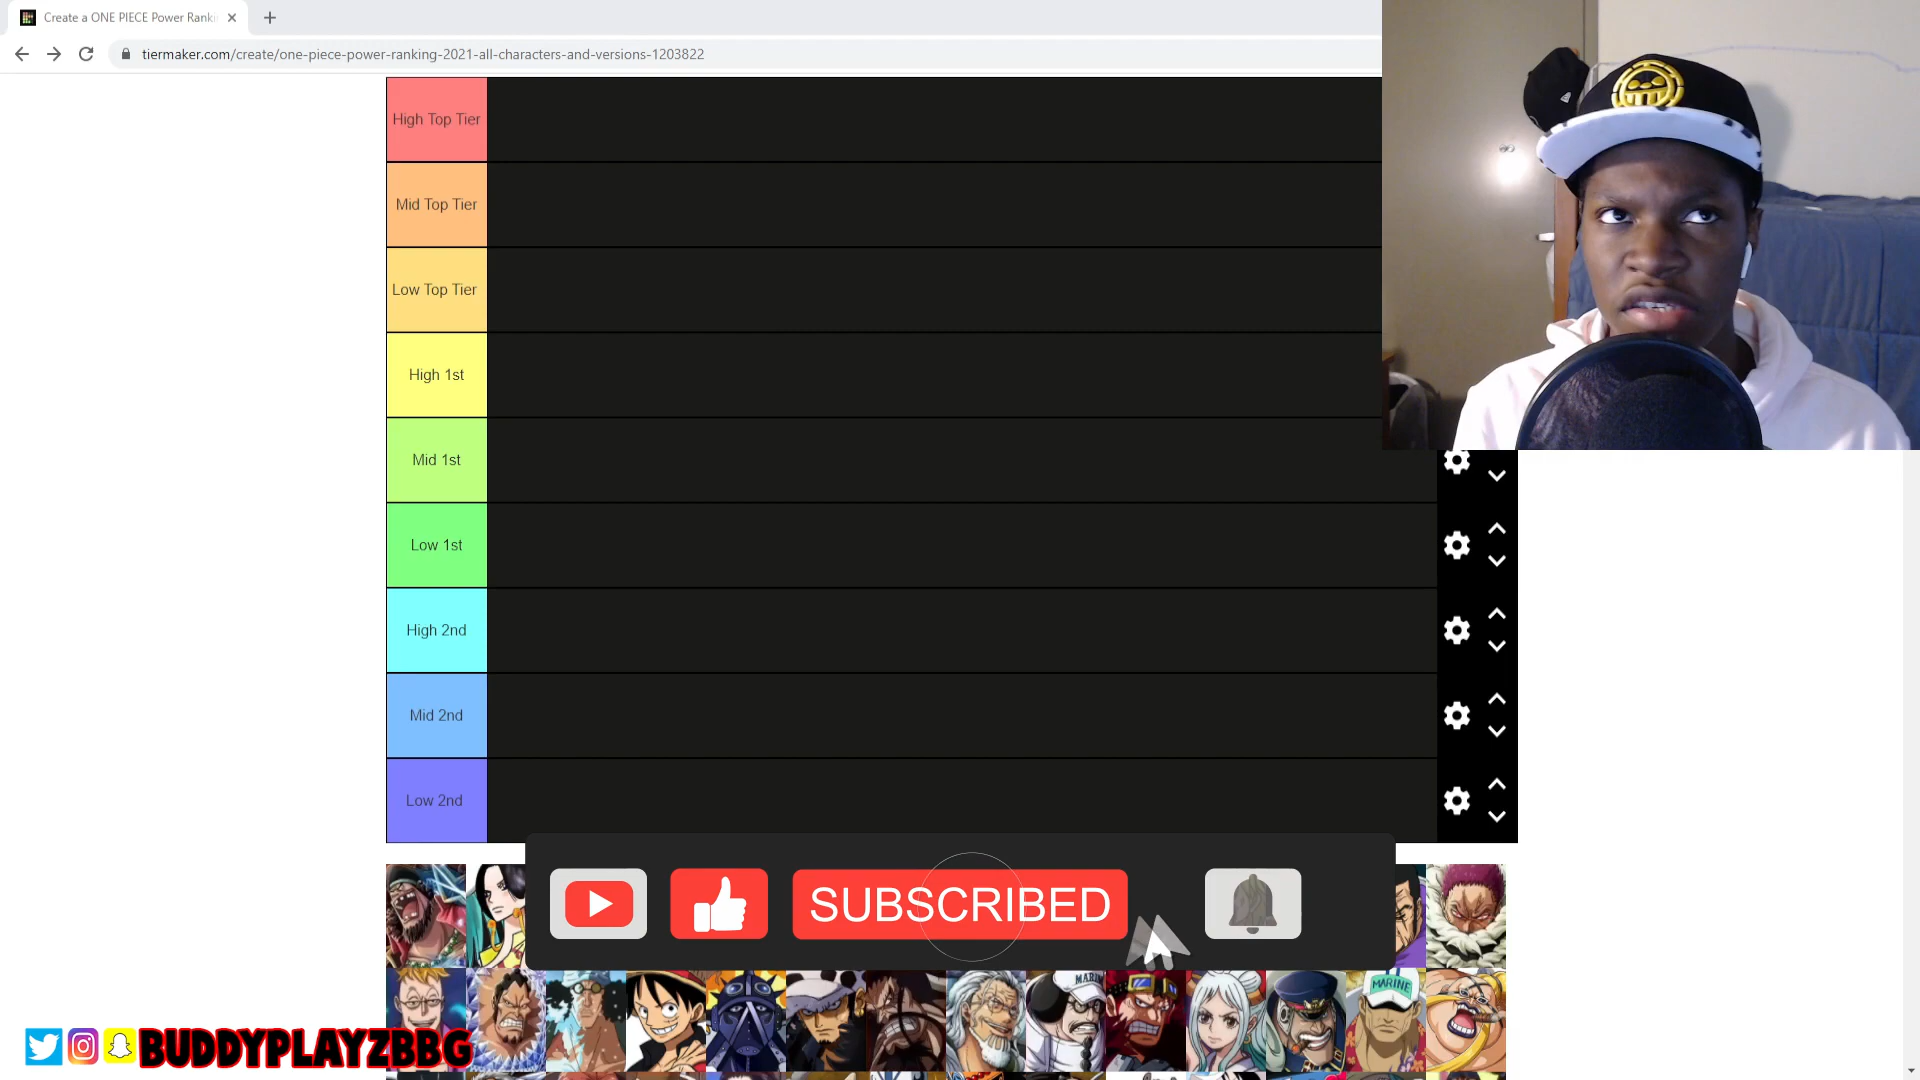 Create a ONE PIECE Power Ranki
tiermaker.com/create/one-piece-power-ranking-2021-all-characters-and-versions-1203822
High Top Tier
Mid Top Tier
Low Top Tier
High 1st
Mid 1st
Low 1st
High 2nd
Mid 2nd
Low 2nd
SUBSCRIBED
MARINE
BUDDYPLAYZBBG